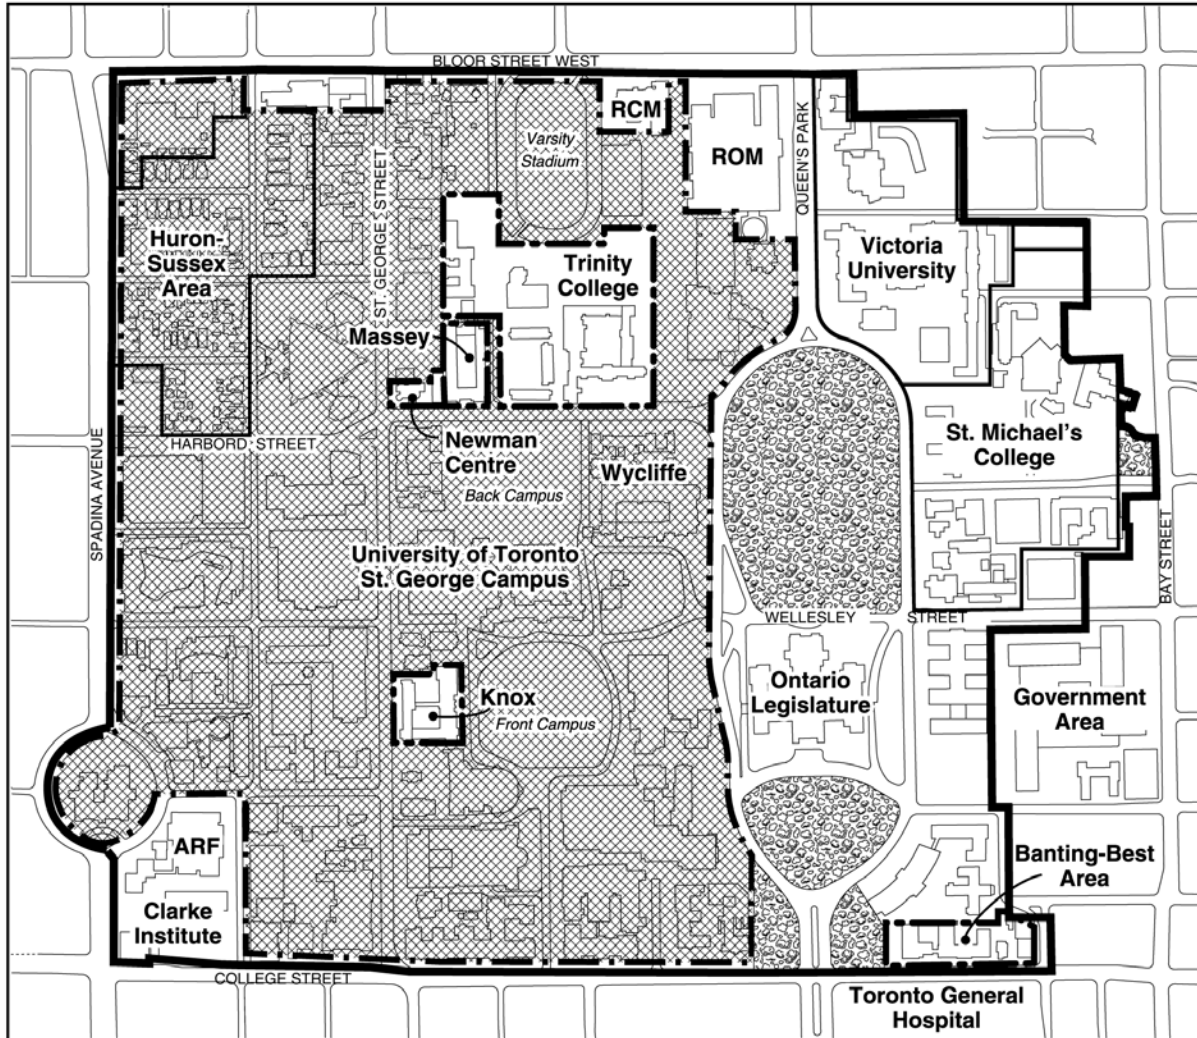 BLOOR STREET WEST
RCM
ROM
Varsity
Stadium
QUEEN'S PARK
ST. GEORGE STREET
Huron-
Sussex
Area
Trinity
College
Victoria
University
Massey
HARBORD STREET
Newman
Centre
Back Campus
Wycliffe
St. Michael's
College
SPADINA AVENUE
University of Toronto
St. George Campus
BAY STREET
WELLESLEY STREET
Knox
Front Campus
Ontario
Legislature
Government
Area
ARF
Clarke
Institute
Banting-Best
Area
COLLEGE STREET
Toronto General
Hospital